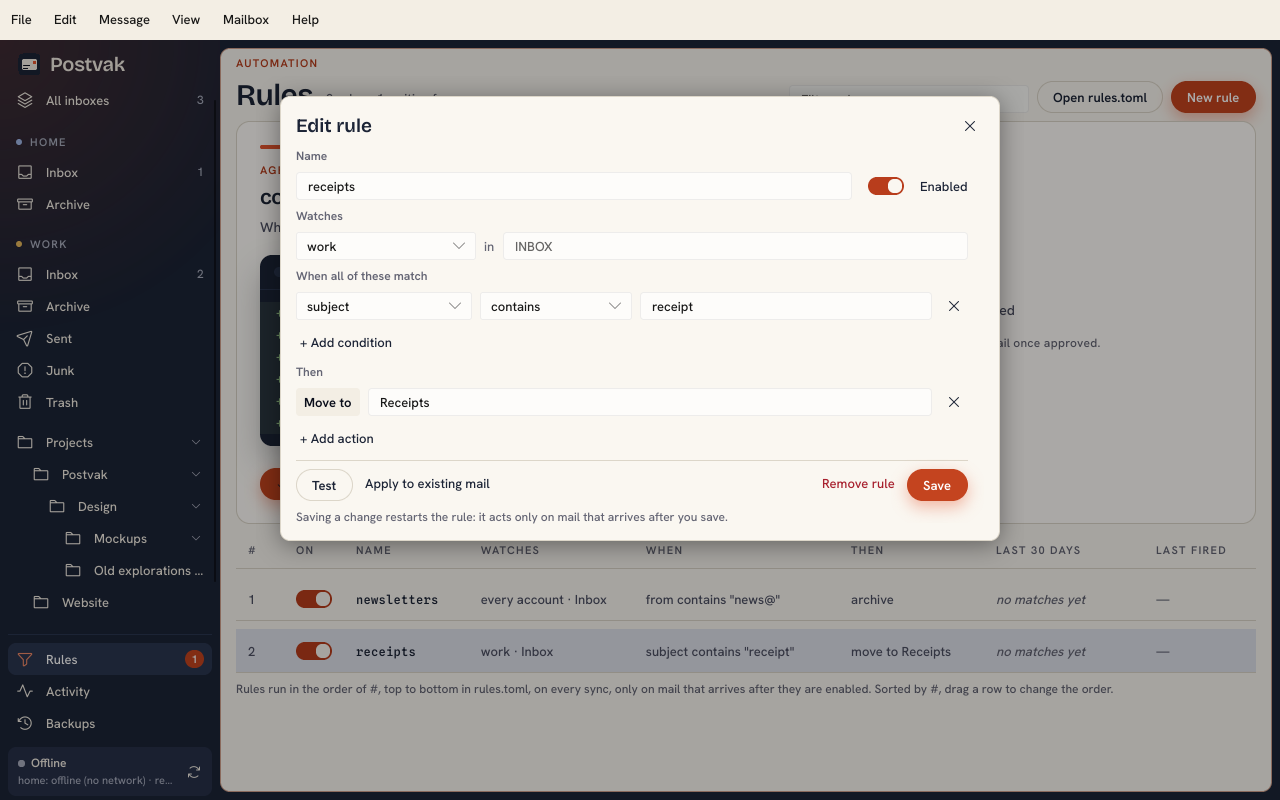 File Edit Message View Mailbox Help
Postvak
All inboxes 3
HOME
Inbox 1
Archive
WORK
Inbox 2
Archive
Sent
Junk
Trash
Projects
Postvak
Design
Mockups
Old explorations ...
Website
Rules 1
Activity
Backups
Offline
home: offline (no network) · re...
AUTOMATION
Rules
Open rules.toml
New rule
Edit rule
Name
receipts
Enabled
Watches
work in INBOX
When all of these match
subject contains receipt
+ Add condition
Then
Move to Receipts
+ Add action
Test Apply to existing mail Remove rule Save
Saving a change restarts the rule: it acts only on mail that arrives after you save.
once approved.
# ON NAME WATCHES WHEN THEN LAST 30 DAYS LAST FIRED
1 newsletters every account · Inbox from contains "news@" archive no matches yet —
2 receipts work · Inbox subject contains "receipt" move to Receipts no matches yet —
Rules run in the order of #, top to bottom in rules.toml, on every sync, only on mail that arrives after they are enabled. Sorted by #, drag a row to change the order.